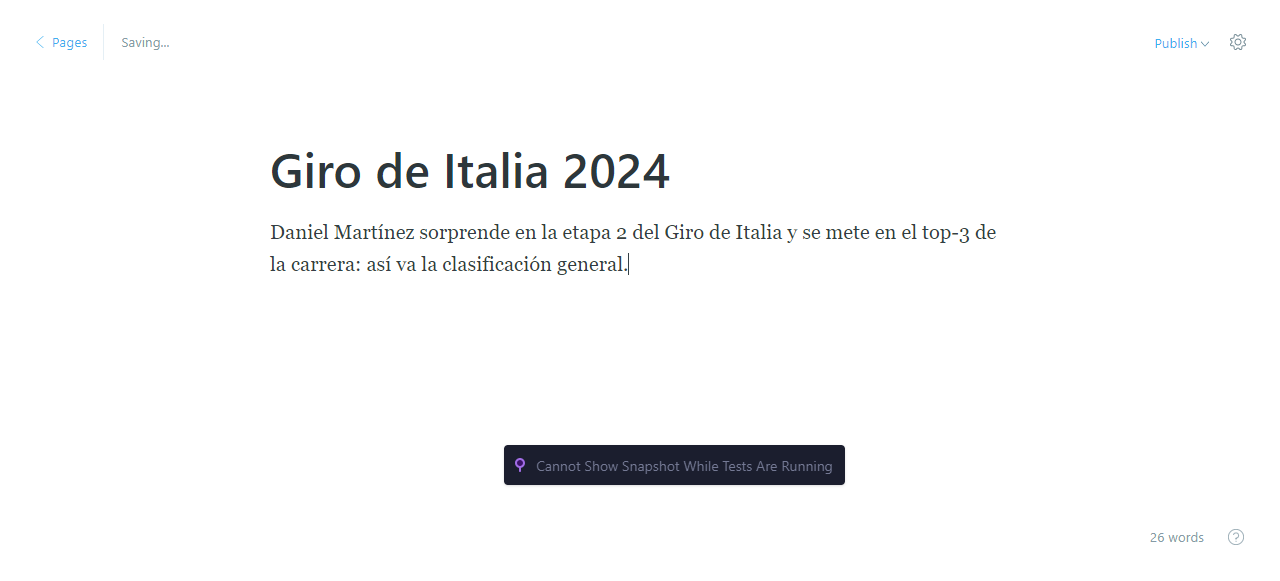 Pages
Saving...
Publish
Giro de Italia 2024
Daniel Martínez sorprende en la etapa 2 del Giro de Italia y se mete en el top-3 de
la carrera: así va la clasificación general.
Cannot Show Snapshot While Tests Are Running
26 words
?